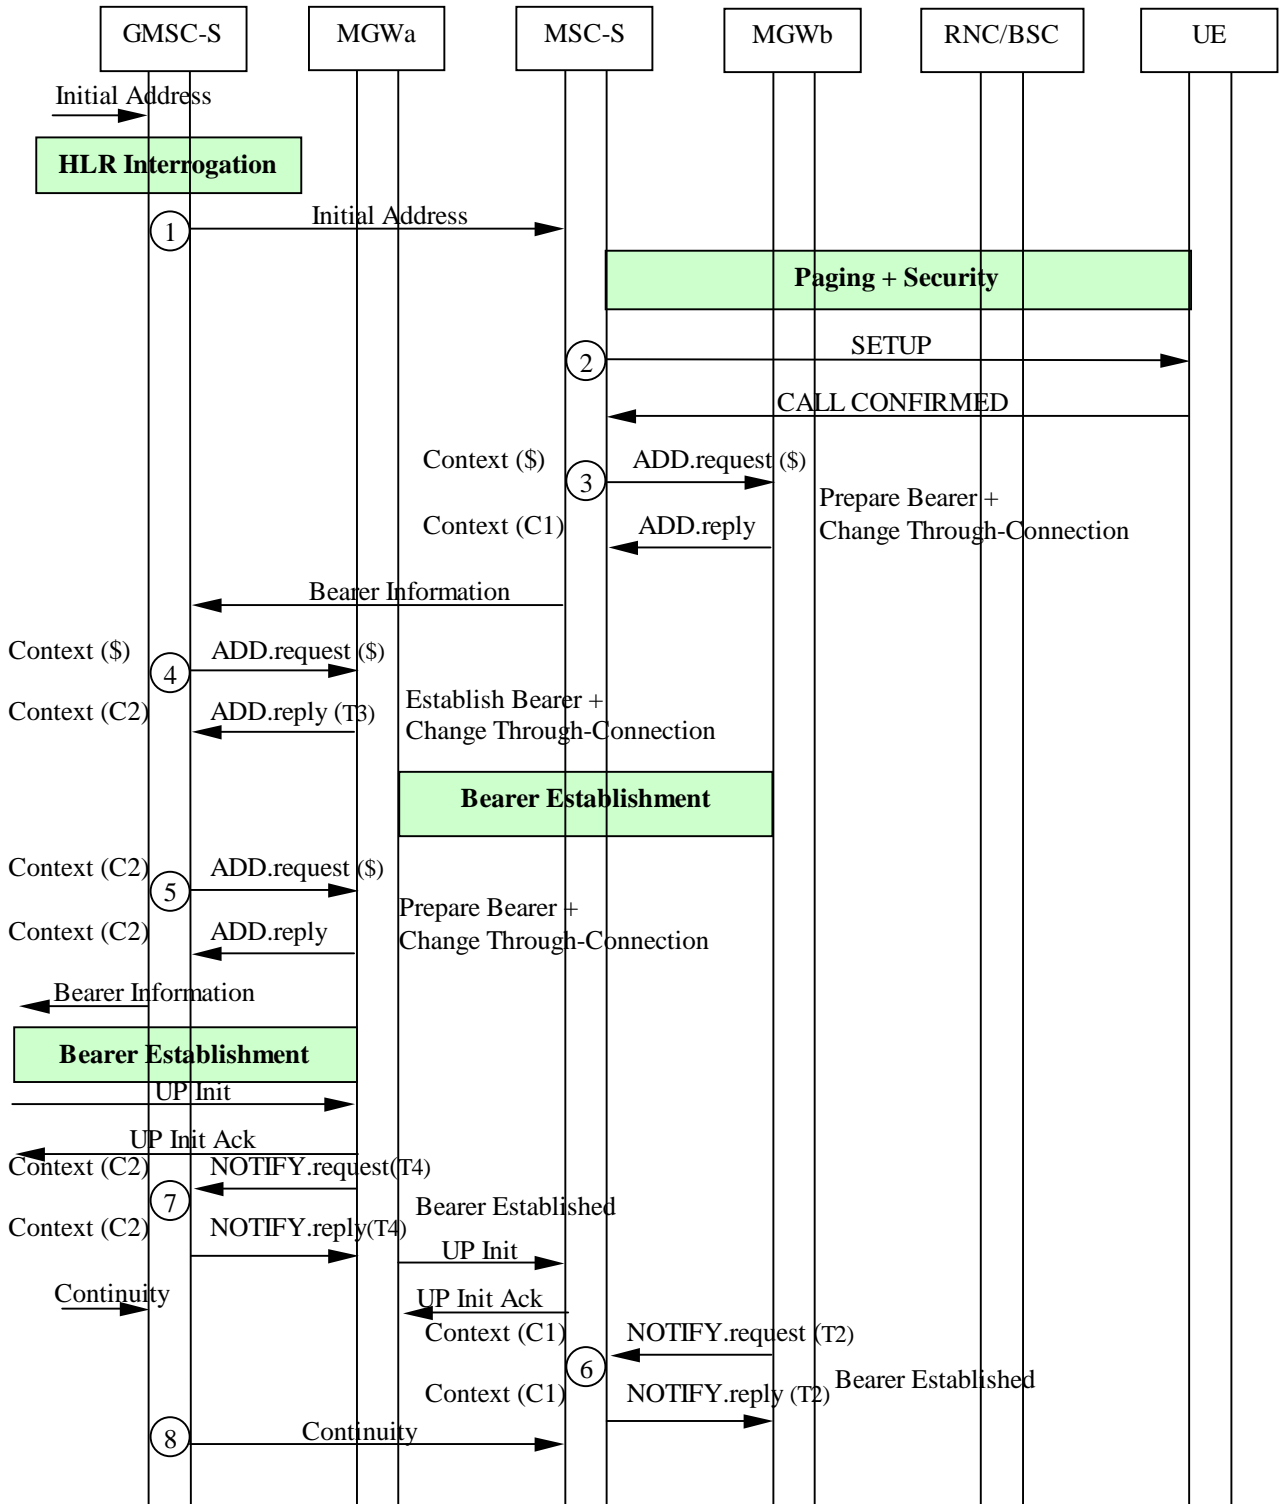 GMSC-S
MGWa
MSC-S
MGWb
RNC/BSC
UE
Initial Address
HLR Interrogation
1
Initial Address
Paging + Security
2
SETUP
CALL CONFIRMED
Context ($)
3
ADD.request ($)
Prepare Bearer +
Change Through-Connection
Context (C1)
ADD.reply
Bearer Information
Context ($)
4
ADD.request ($)
Context (C2)
ADD.reply (T3)
Establish Bearer +
Change Through-Connection
Bearer Establishment
Context (C2)
5
ADD.request ($)
Prepare Bearer +
Change Through-Connection
Context (C2)
ADD.reply
Bearer Information
Bearer Establishment
UP Init
UP Init Ack
Context (C2)
NOTIFY.request(T4)
7
Bearer Established
Context (C2)
NOTIFY.reply(T4)
UP Init
Continuity
UP Init Ack
Context (C1)
NOTIFY.request (T2)
6
Bearer Established
Context (C1)
NOTIFY.reply (T2)
8
Continuity